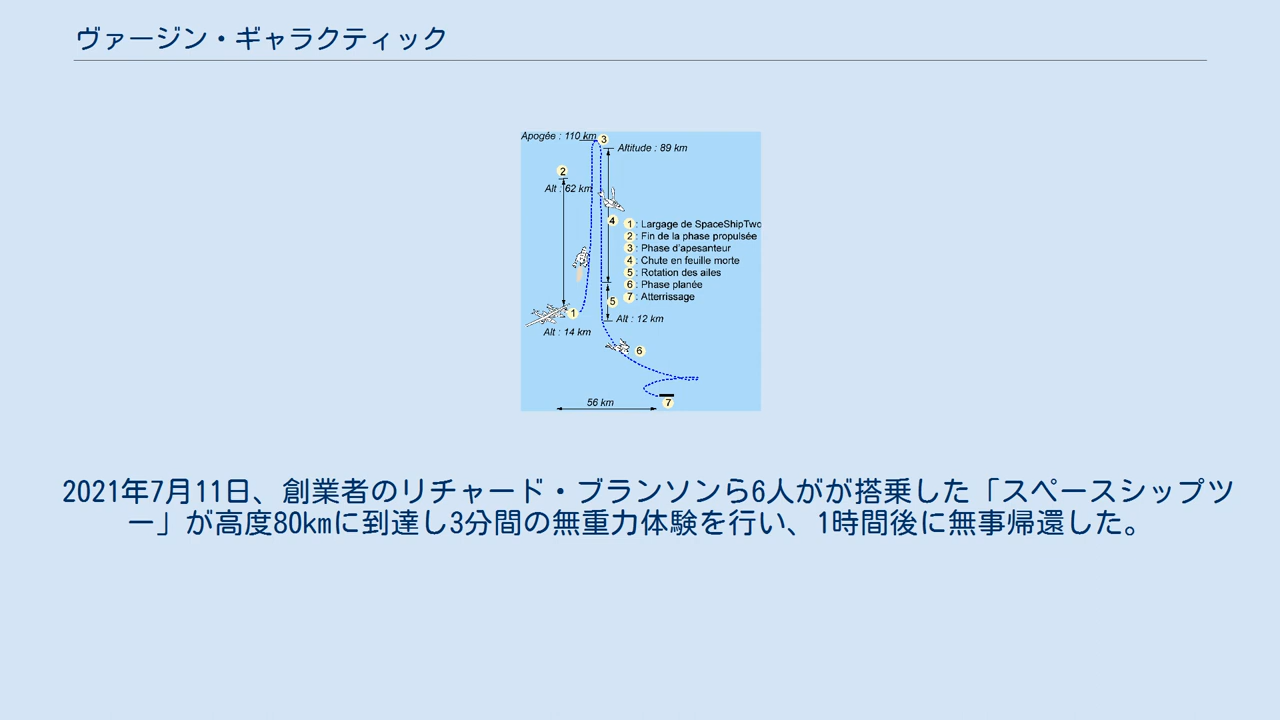 ヴァージン・ギャラクティック
Apogée : 110 km
3
Altitude : 89 km
2
Alt : 62 km
4
1 : Largage de SpaceShipTwo
2 : Fin de la phase propulsée
3 : Phase d'apesanteur
4 : Chute en feuille morte
5 : Rotation des ailes
6 : Phase planée
7 : Atterrissage
5
1
Alt : 12 km
Alt : 14 km
6
56 km
7
2021年7月11日、創業者のリチャード・ブランソンら6人がが搭乗した「スペースシップツ
ー」が高度80kmに到達し3分間の無重力体験を行い、1時間後に無事帰還した。